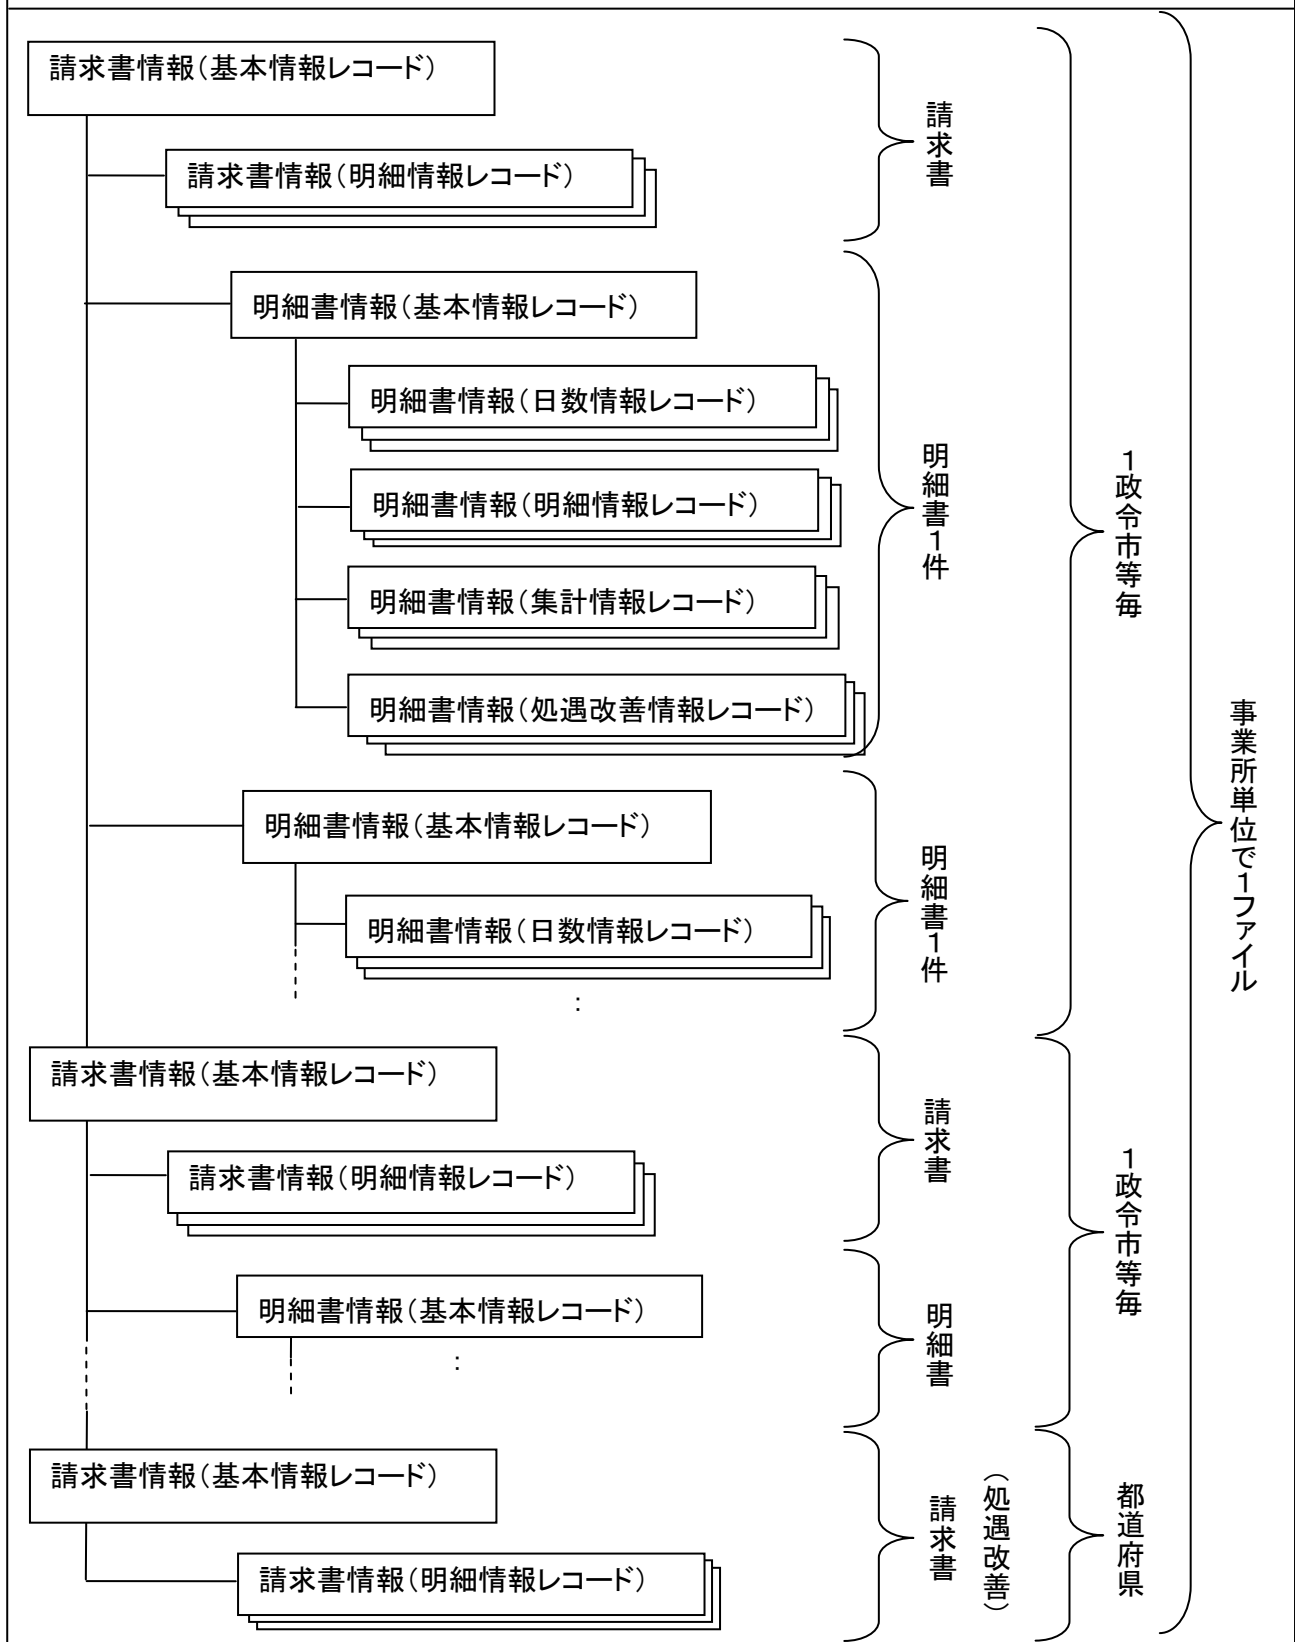 請求書情報（基本情報レコード）
請求書情報（明細情報レコード）
請求書
明細書情報（基本情報レコード）
明細書情報（日数情報レコード）
明細書情報（明細情報レコード）
明細書情報（集計情報レコード）
明細書情報（処遇改善情報レコード）
明細書１件
明細書情報（基本情報レコード）
明細書情報（日数情報レコード）
：
明細書１件
１政令市等毎
請求書情報（基本情報レコード）
請求書情報（明細情報レコード）
請求書
明細書情報（基本情報レコード）
：
明細書
１政令市等毎
請求書情報（基本情報レコード）
請求書情報（明細情報レコード）
（処遇改善）
請求書
都道府県
事業所単位で１ファイル